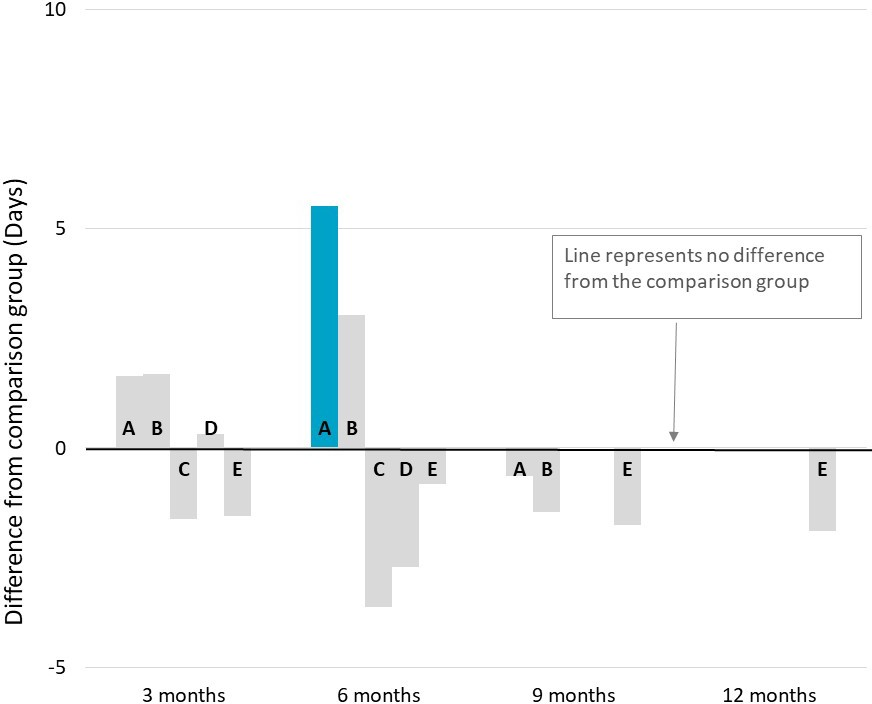 10
5
0
-5
Difference from comparison group (Days)
Line represents no difference
from the comparison group
A B D
C E
A B
C D E
A B E
E
3 months 6 months 9 months 12 months